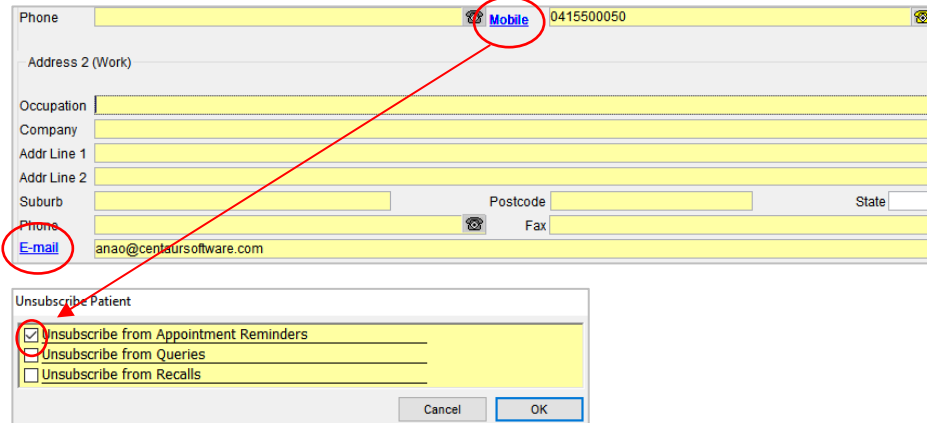 Phone Mobile 0415500050
Address 2 (Work)
Occupation
Company
Addr Line 1
Addr Line 2
Suburb Postcode State
Phone Fax
E-mail anao@centaursoftware.com
Unsubscribe Patient
Unsubscribe from Appointment Reminders
Unsubscribe from Queries
Unsubscribe from Recalls
Cancel OK